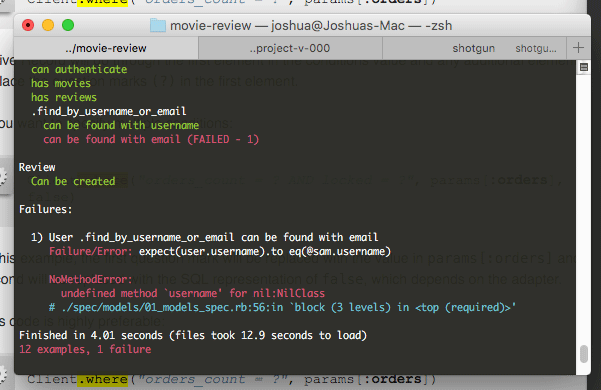 Client.where("orders_count = ?", params[:orders])
movie-review — joshua@Joshuas-Mac — -zsh
../movie-review ..project-v-000 shotgun shotgu... +
can authenticate
has movies
has reviews
.find_by_username_or_email
can be found with username
can be found with email (FAILED - 1)
Review
Can be created
Failures:
1) User .find_by_username_or_email can be found with email
Failure/Error: expect(user.username).to eq(@sam.username)
NoMethodError:
undefined method `username' for nil:NilClass
# ./spec/models/01_models_spec.rb:56:in `block (3 levels) in <top (required)>'
Finished in 4.01 seconds (files took 12.9 seconds to load)
12 examples, 1 failure
Client.where("orders_count = ?", params[:orders])